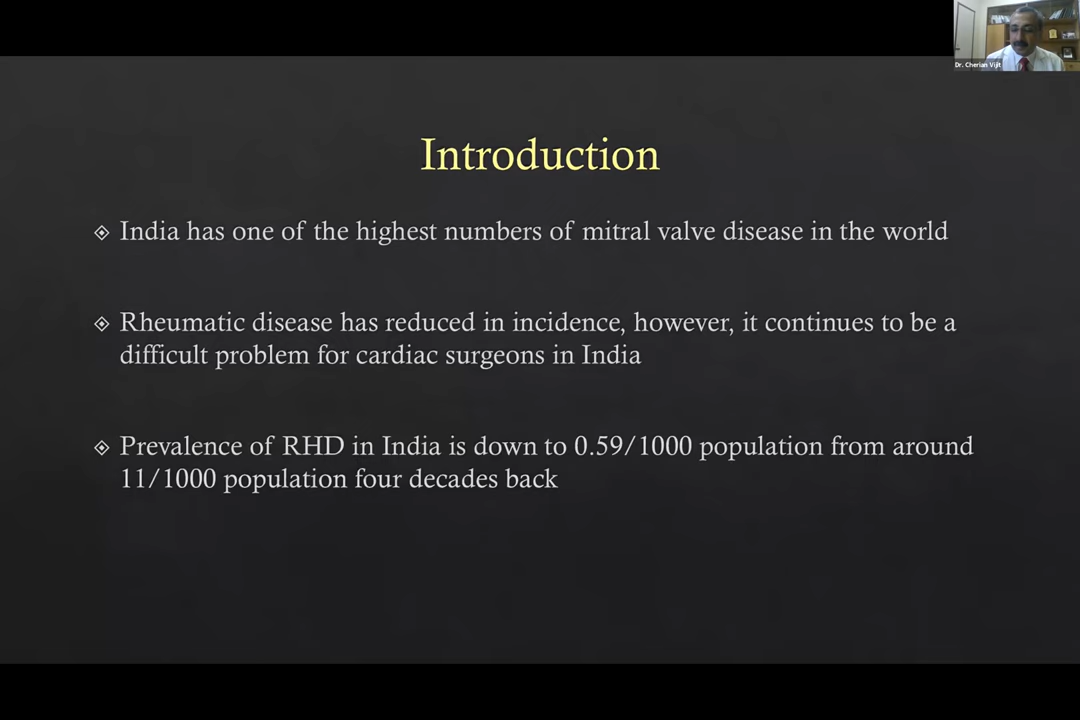 Dr. Cherian Vijit
Introduction
India has one of the highest numbers of mitral valve disease in the world
Rheumatic disease has reduced in incidence, however, it continues to be a
difficult problem for cardiac surgeons in India
Prevalence of RHD in India is down to 0.59/1000 population from around
11/1000 population four decades back